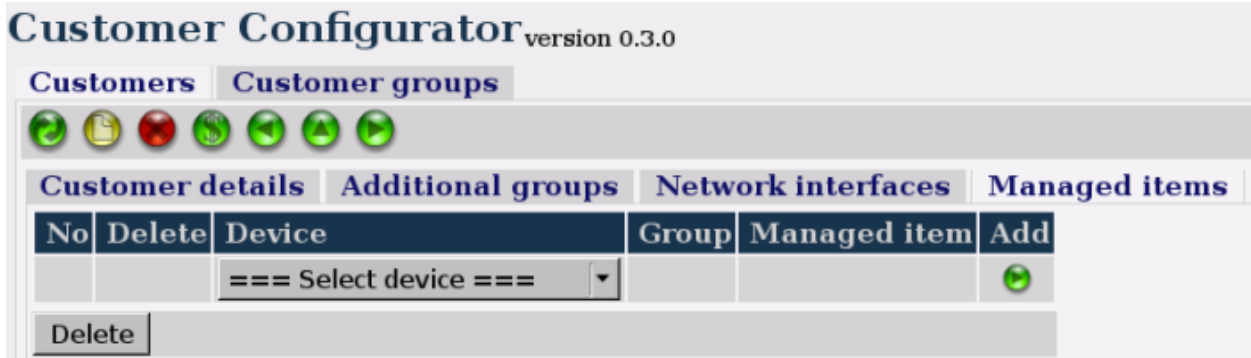 Customer Configurator version 0.3.0
Customers Customer groups
Customer details Additional groups Network interfaces Managed items
No Delete Device Group Managed item Add
=== Select device ===
Delete